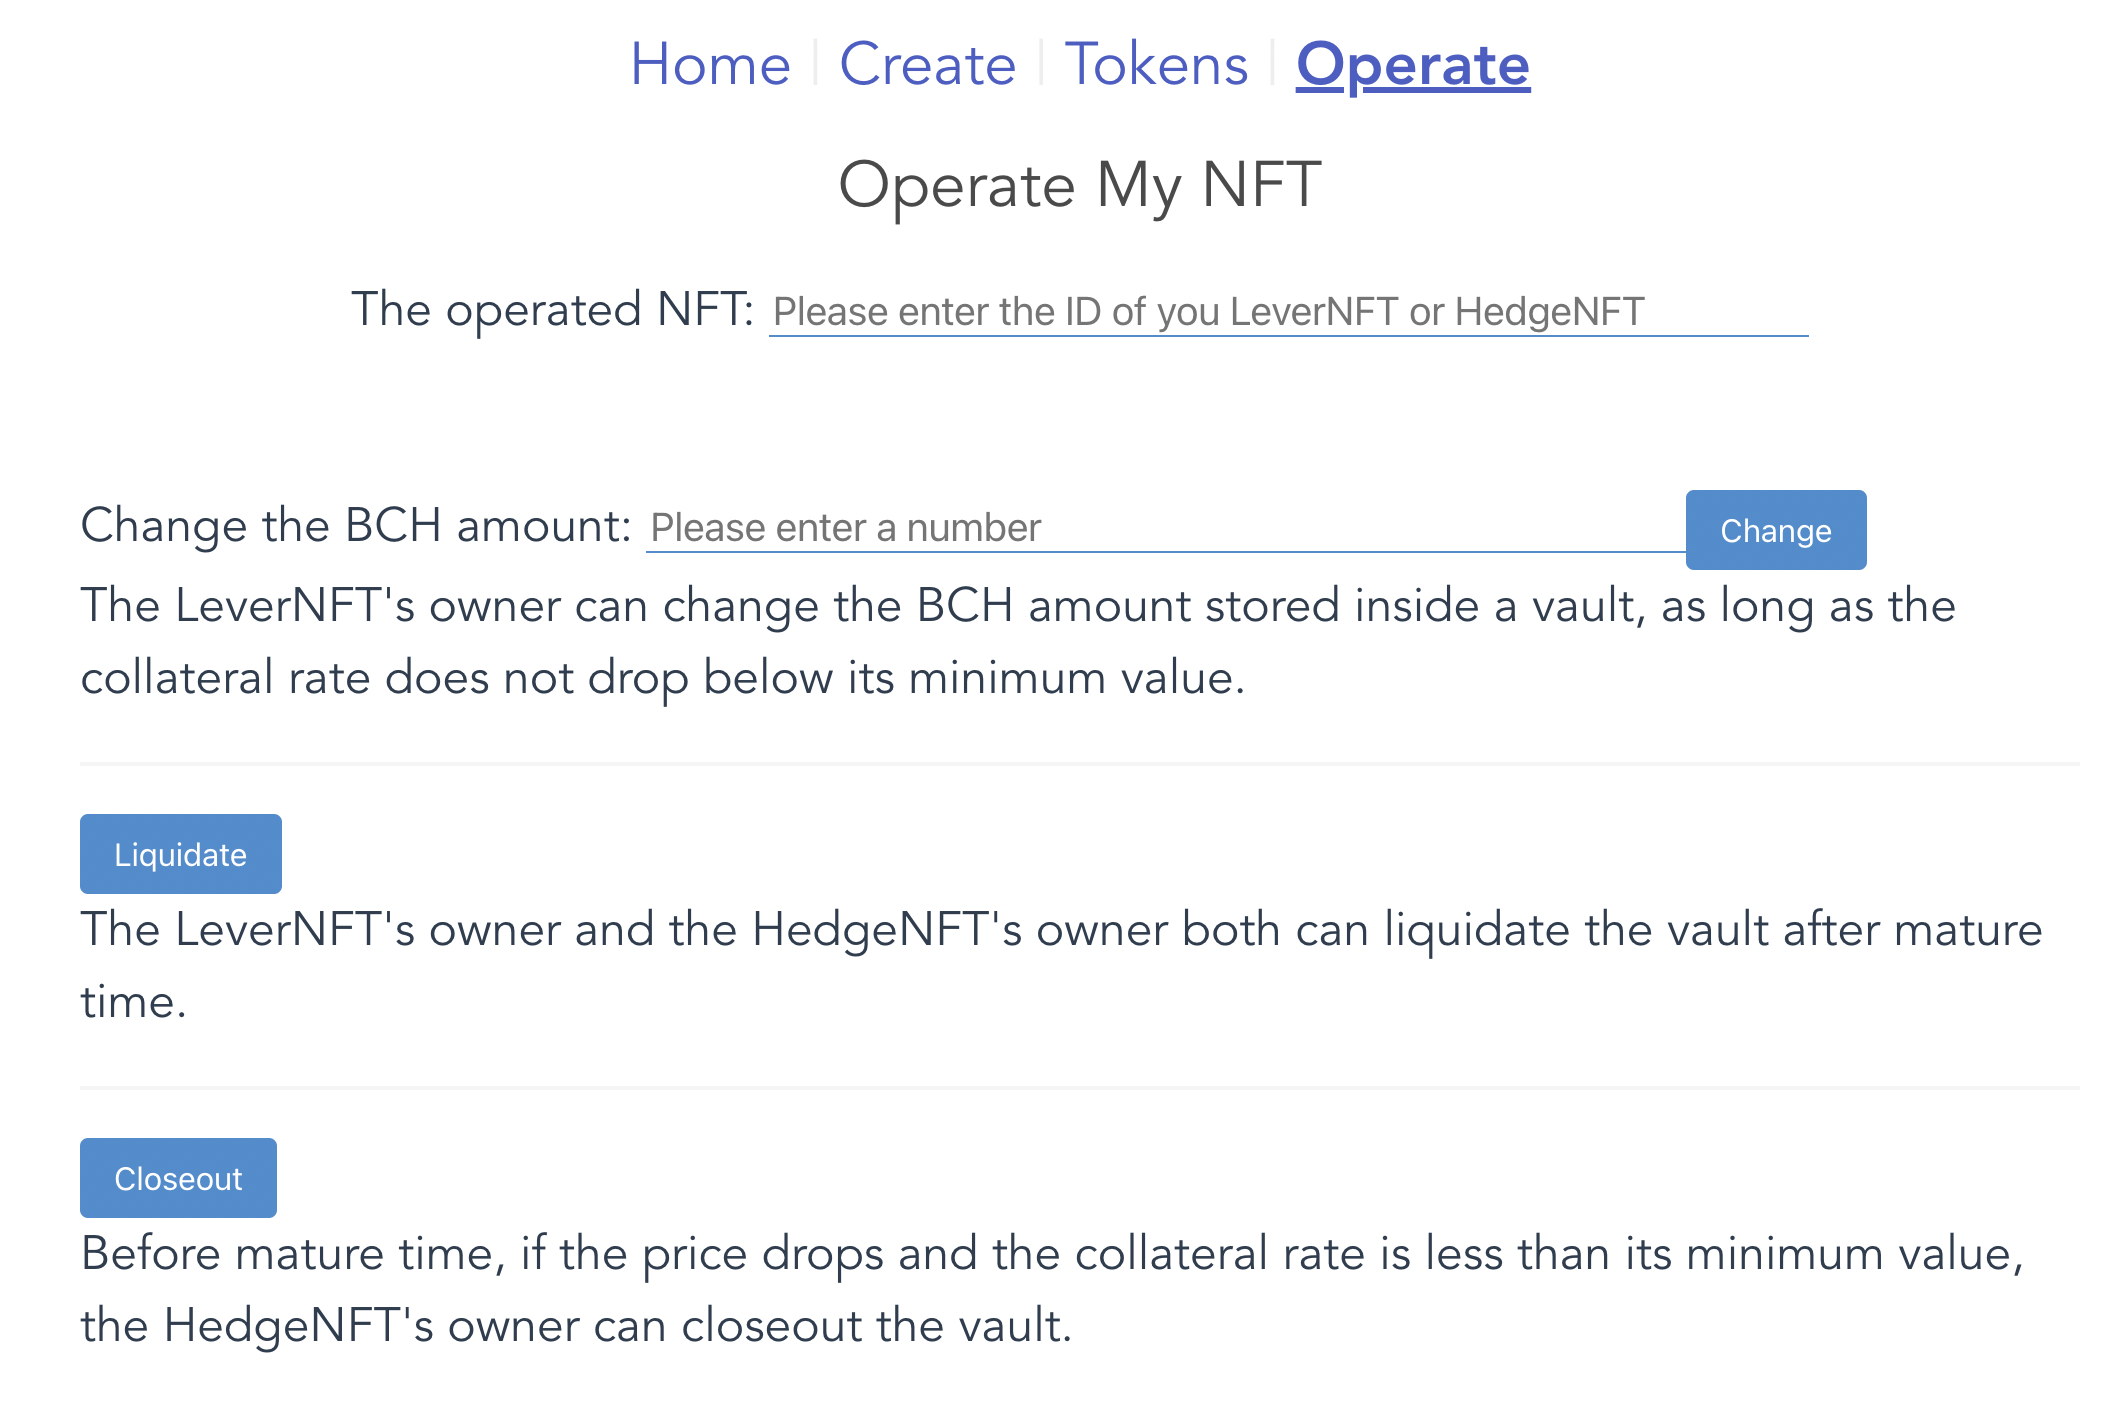 Home | Create | Tokens | Operate
Operate My NFT
The operated NFT: Please enter the ID of you LeverNFT or HedgeNFT
Change the BCH amount: Please enter a number Change
The LeverNFT's owner can change the BCH amount stored inside a vault, as long as the
collateral rate does not drop below its minimum value.
Liquidate
The LeverNFT's owner and the HedgeNFT's owner both can liquidate the vault after mature
time.
Closeout
Before mature time, if the price drops and the collateral rate is less than its minimum value,
the HedgeNFT's owner can closeout the vault.